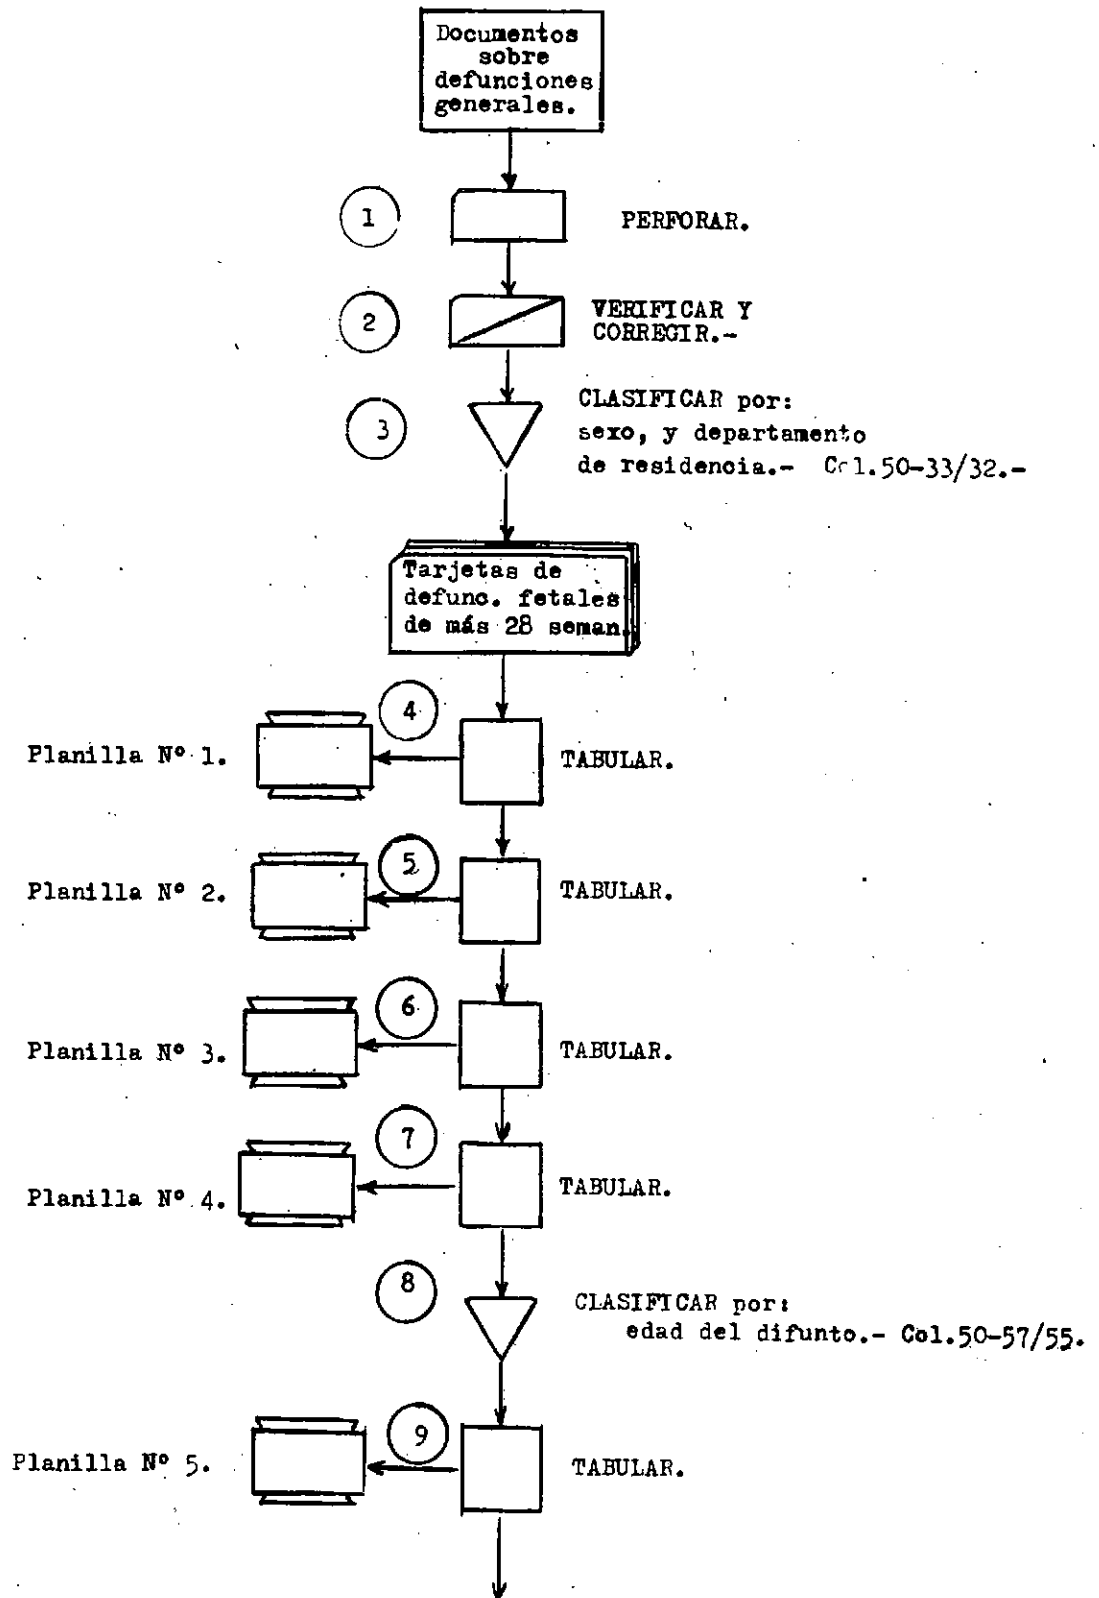 Documentos
sobre
defunciones
generales.
1
PERFORAR.
2
VERIFICAR Y
CORREGIR.-
3
CLASIFICAR por:
sexo, y departamento
de residencia.- Col.50-33/32.-
Tarjetas de
defunc. fetales
de más 28 seman.
4
Planilla Nº 1.
TABULAR.
5
Planilla Nº 2.
TABULAR.
6
Planilla Nº 3.
TABULAR.
7
Planilla Nº 4.
TABULAR.
8
CLASIFICAR por:
edad del difunto.- Col.50-57/55.
9
Planilla Nº 5.
TABULAR.